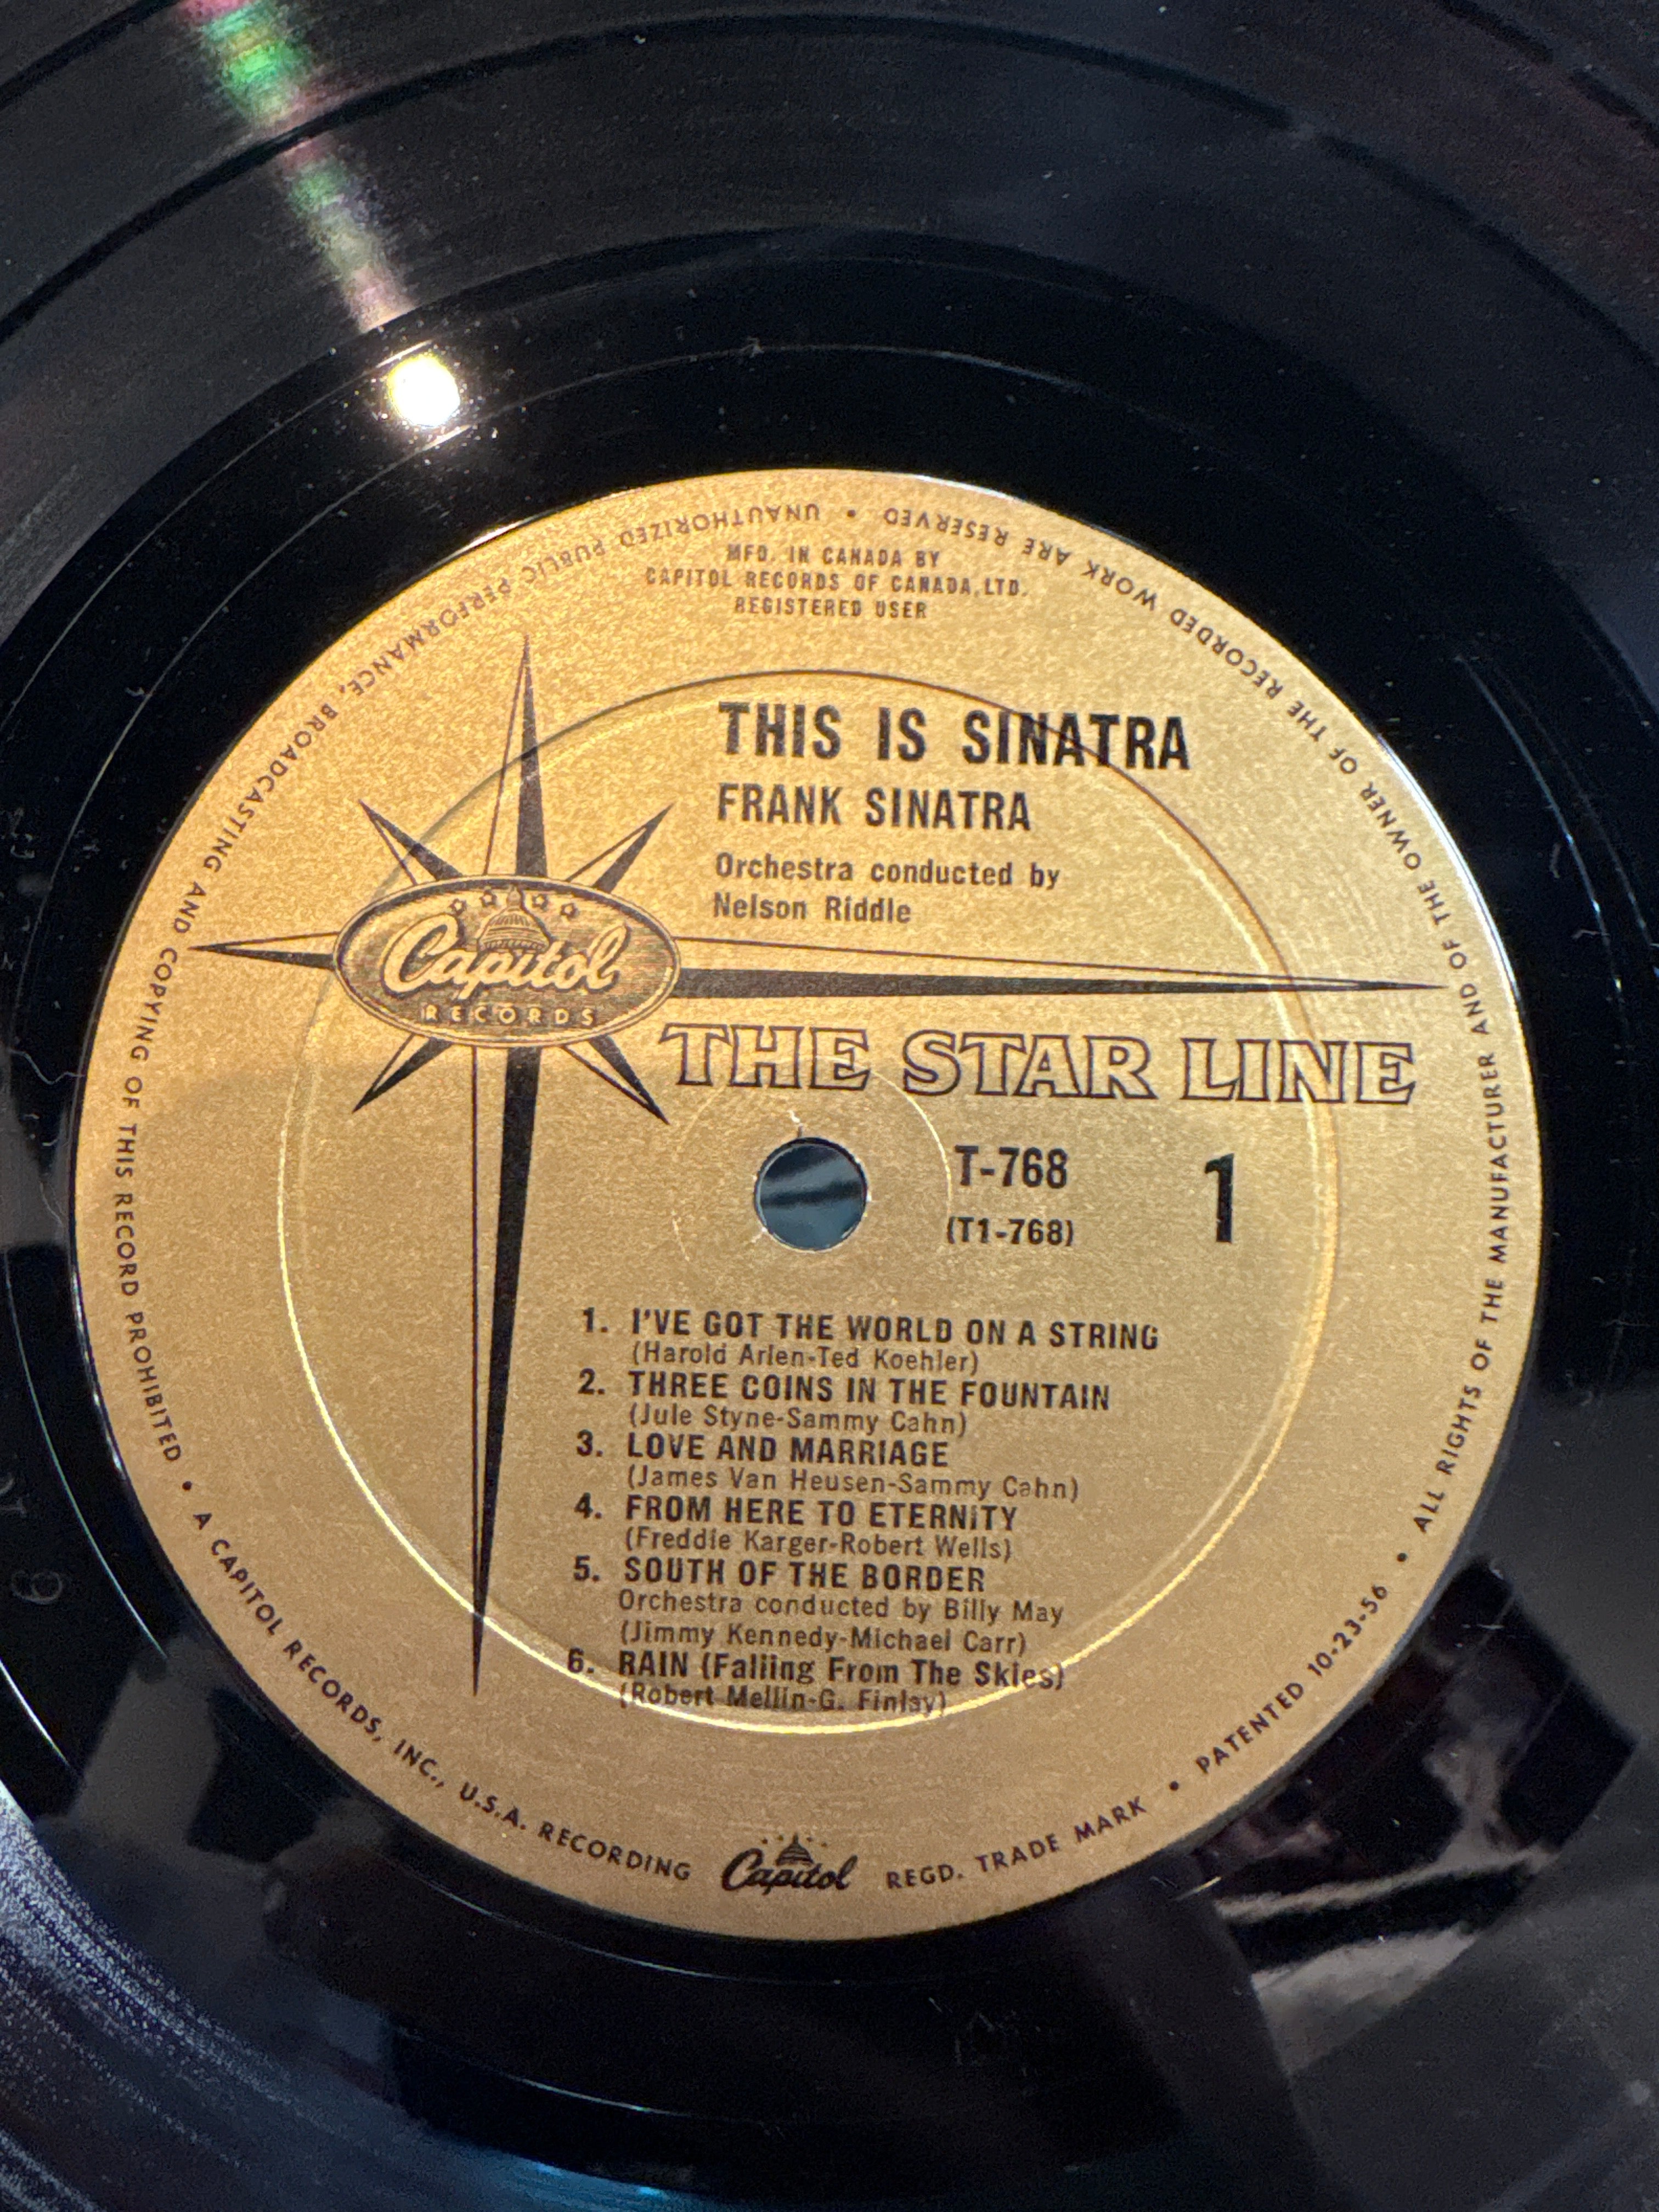 MFD. IN CANADA BY
CAPITOL RECORDS OF CANADA, LTD.
REGISTERED USER
THIS IS SINATRA
FRANK SINATRA
Orchestra conducted by
Nelson Riddle
Capitol
RECORDS
THE STAR LINE
T-768
1
(T1-768)
1. I'VE GOT THE WORLD ON A STRING
(Harold Arlen-Ted Koehler)
2. THREE COINS IN THE FOUNTAIN
(Jule Styne-Sammy Cahn)
3. LOVE AND MARRIAGE
(James Van Heusen-Sammy Cahn)
4. FROM HERE TO ETERNITY
(Freddie Karger-Robert Wells)
5. SOUTH OF THE BORDER
Orchestra conducted by Billy May
(Jimmy Kennedy-Michael Carr)
6. RAIN (Falling From The Skies)
(Robert Mellin-G. Finlay)
A CAPITOL RECORDS, INC., U.S.A. RECORDING Capitol REGD. TRADE MARK • PATENTED 10-23-56 • ALL RIGHTS OF THE MANUFACTURER AND OF THE OWNER OF THE RECORDED WORK ARE RESERVED • UNAUTHORIZED PUBLIC PERFORMANCE, BROADCASTING AND COPYING OF THIS RECORD PROHIBITED •